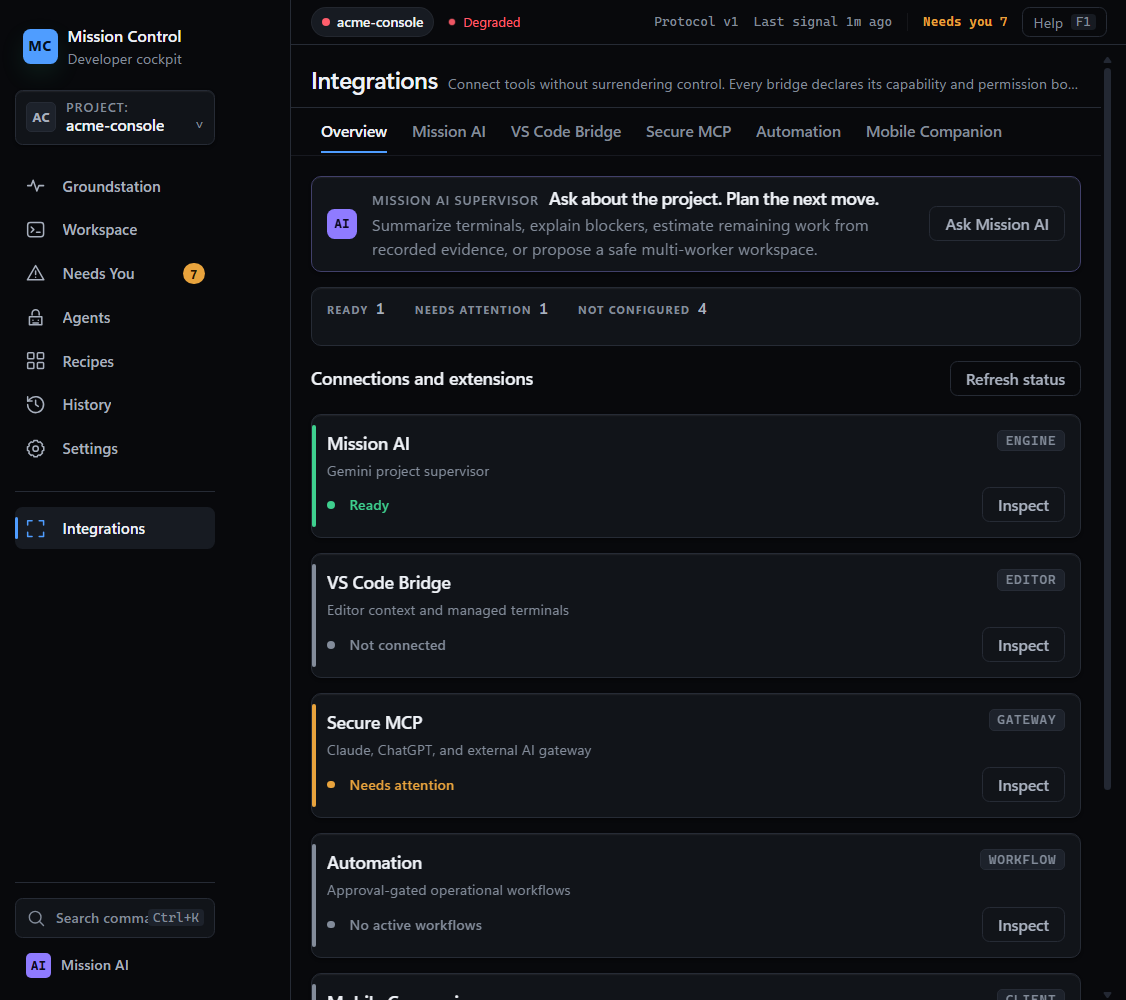 MC
Mission Control
Developer cockpit
AC
PROJECT:
acme-console
Groundstation
Workspace
Needs You 7
Agents
Recipes
History
Settings
Integrations
Search comma Ctrl+K
AI Mission AI
acme-console Degraded Protocol v1 Last signal 1m ago Needs you 7 Help F1
Integrations Connect tools without surrendering control. Every bridge declares its capability and permission bo...
Overview Mission AI VS Code Bridge Secure MCP Automation Mobile Companion
AI
MISSION AI SUPERVISOR Ask about the project. Plan the next move.
Summarize terminals, explain blockers, estimate remaining work from
recorded evidence, or propose a safe multi-worker workspace.
Ask Mission AI
READY 1 NEEDS ATTENTION 1 NOT CONFIGURED 4
Connections and extensions Refresh status
Mission AI ENGINE
Gemini project supervisor
Ready Inspect
VS Code Bridge EDITOR
Editor context and managed terminals
Not connected Inspect
Secure MCP GATEWAY
Claude, ChatGPT, and external AI gateway
Needs attention Inspect
Automation WORKFLOW
Approval-gated operational workflows
No active workflows Inspect
Mobile Companion CLIENT